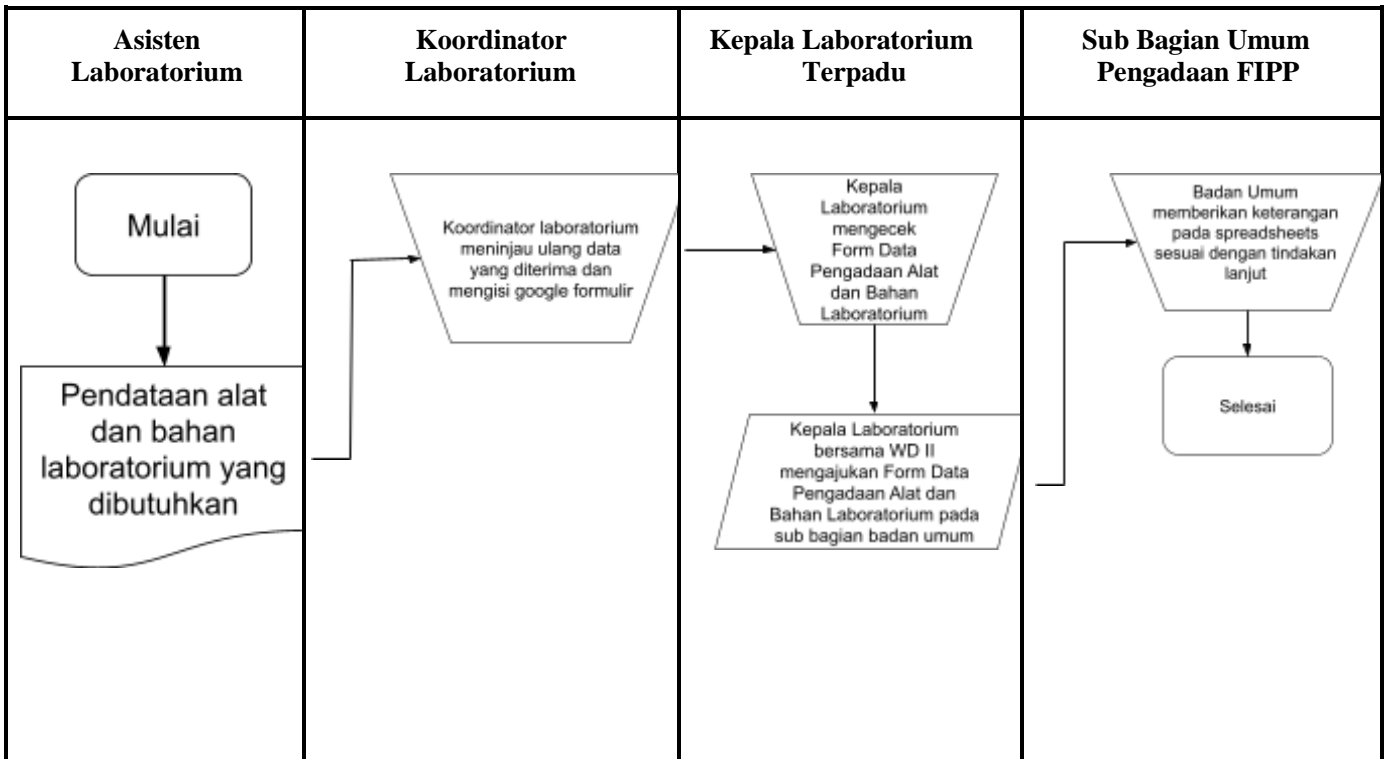 Asisten
Laboratorium
Koordinator
Laboratorium
Kepala Laboratorium
Terpadu
Sub Bagian Umum
Pengadaan FIPP
Mulai
Pendataan alat
dan bahan
laboratorium yang
dibutuhkan
Koordinator laboratorium
meninjau ulang data
yang diterima dan
mengisi google formulir
Kepala
Laboratorium
mengecek
Form Data
Pengadaan Alat
dan Bahan
Laboratorium
Kepala Laboratorium
bersama WD II
mengajukan Form Data
Pengadaan Alat dan
Bahan Laboratorium pada
sub bagian badan umum
Badan Umum
memberikan keterangan
pada spreadsheets
sesuai dengan tindakan
lanjut
Selesai